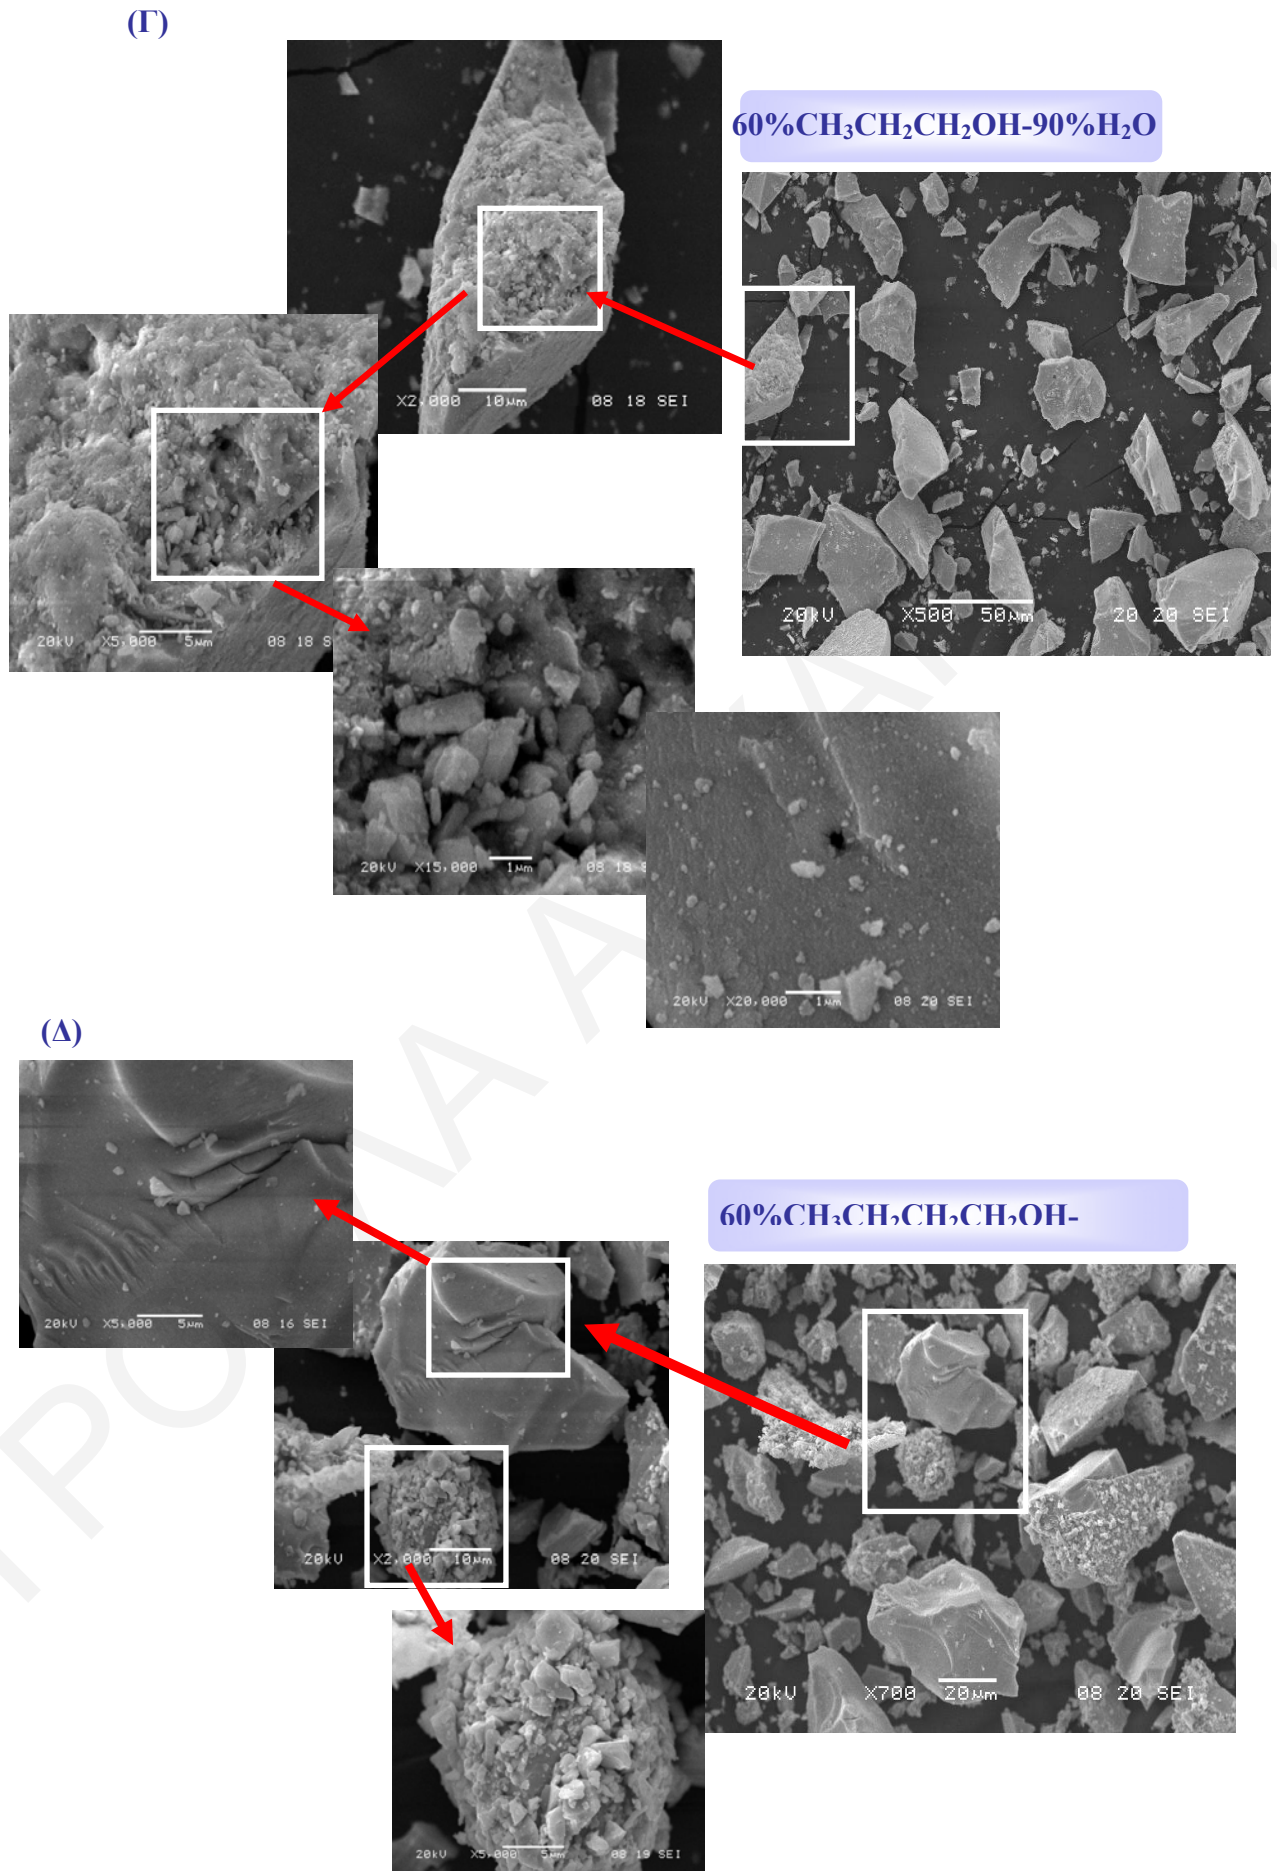 (Γ)
60%CH₃CH₂CH₂OH-90%H₂O
X2,000 10μm 08 18 SEI
20kV X5,000 5μm 08 18 S
20kV X500 50μm 20 20 SEI
20kV X15,000 1μm 08 18 S
20kV X20,000 1μm 08 20 SEI
(Δ)
60%CH₃CH₂CH₂CH₂OH-
20kV X5,000 5μm 08 16 SEI
20kV X2,000 10μm 08 20 SEI
20kV X700 20μm 08 20 SEI
20kV X5,000 5μm 08 19 SEI